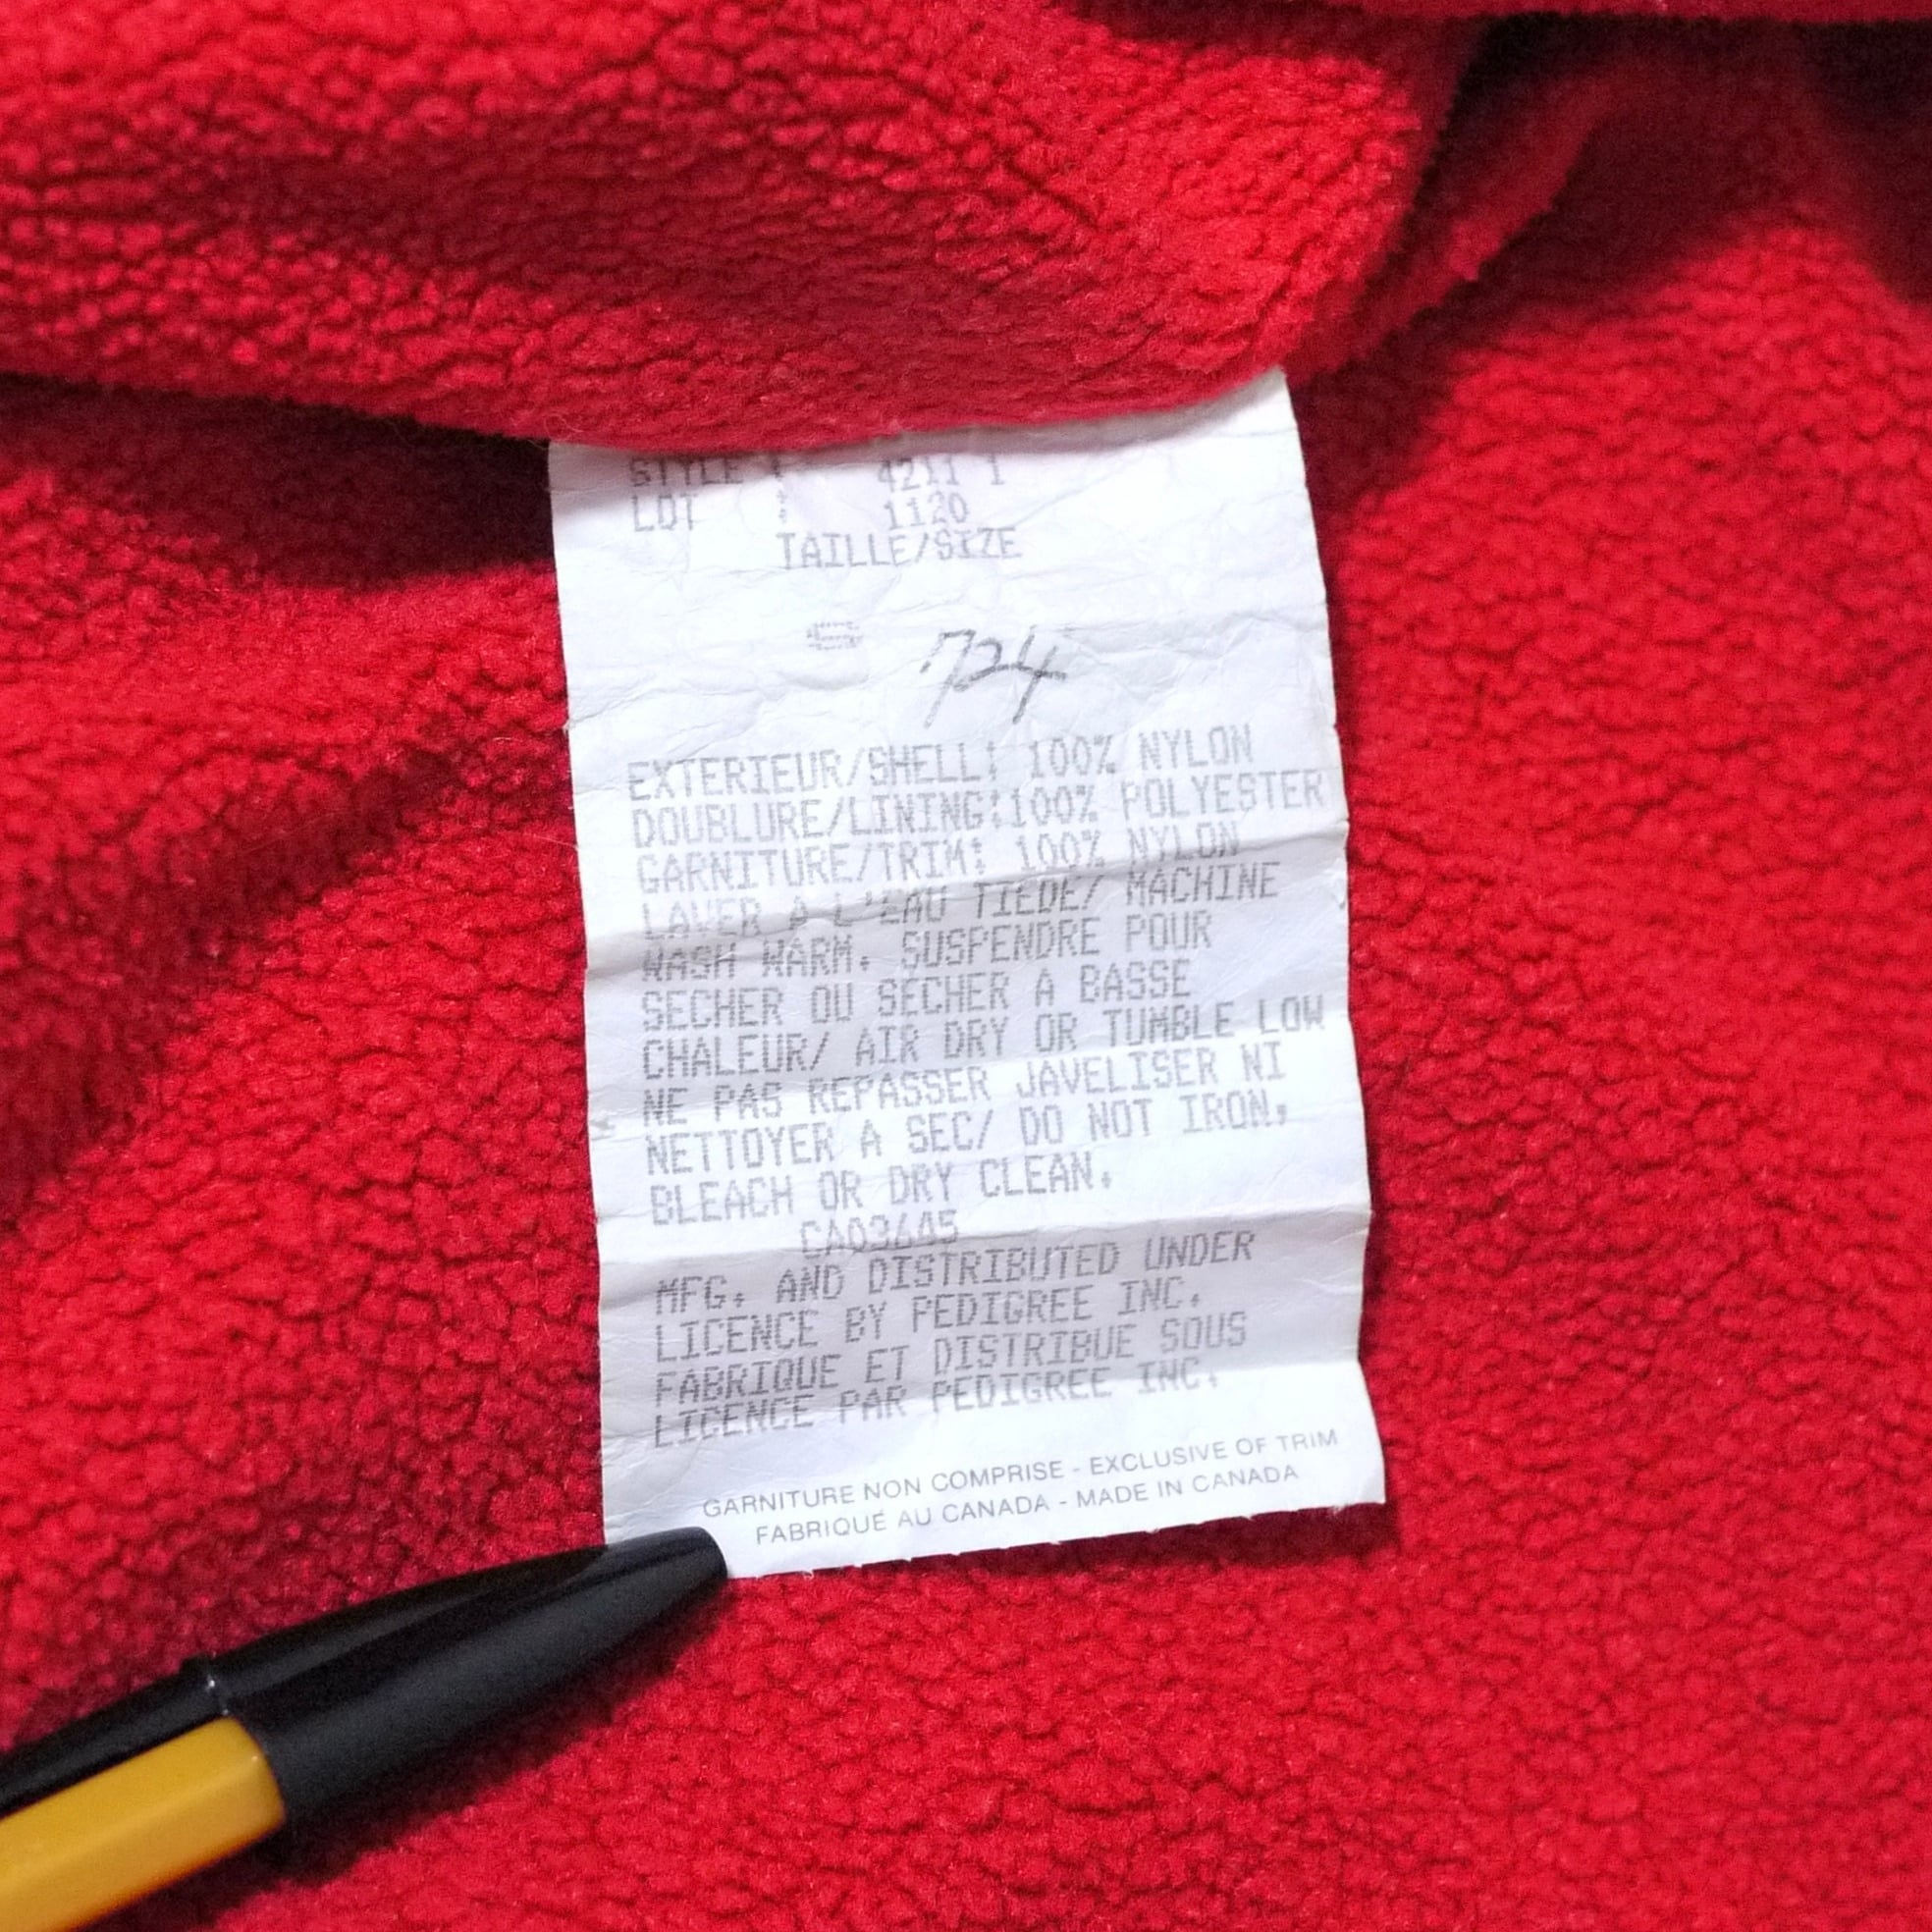 STYLE : 4211 1
LOT : 1120
TAILLE/SIZE
S 724
EXTERIEUR/SHELL: 100% NYLON
DOUBLURE/LINING:100% POLYESTER
GARNITURE/TRIM: 100% NYLON
LAVER A L'EAU TIEDE/ MACHINE
WASH WARM. SUSPENDRE POUR
SECHER OU SECHER A BASSE
CHALEUR/ AIR DRY OR TUMBLE LOW
NE PAS REPASSER JAVELISER NI
NETTOYER A SEC/ DO NOT IRON,
BLEACH OR DRY CLEAN.
MFG. AND DISTRIBUTED UNDER
LICENCE BY PEDIGREE INC.
FABRIQUE ET DISTRIBUE SOUS
LICENCE PAR PEDIGREE INC.
GARNITURE NON COMPRISE - EXCLUSIVE OF TRIM
FABRIQUÉ AU CANADA - MADE IN CANADA